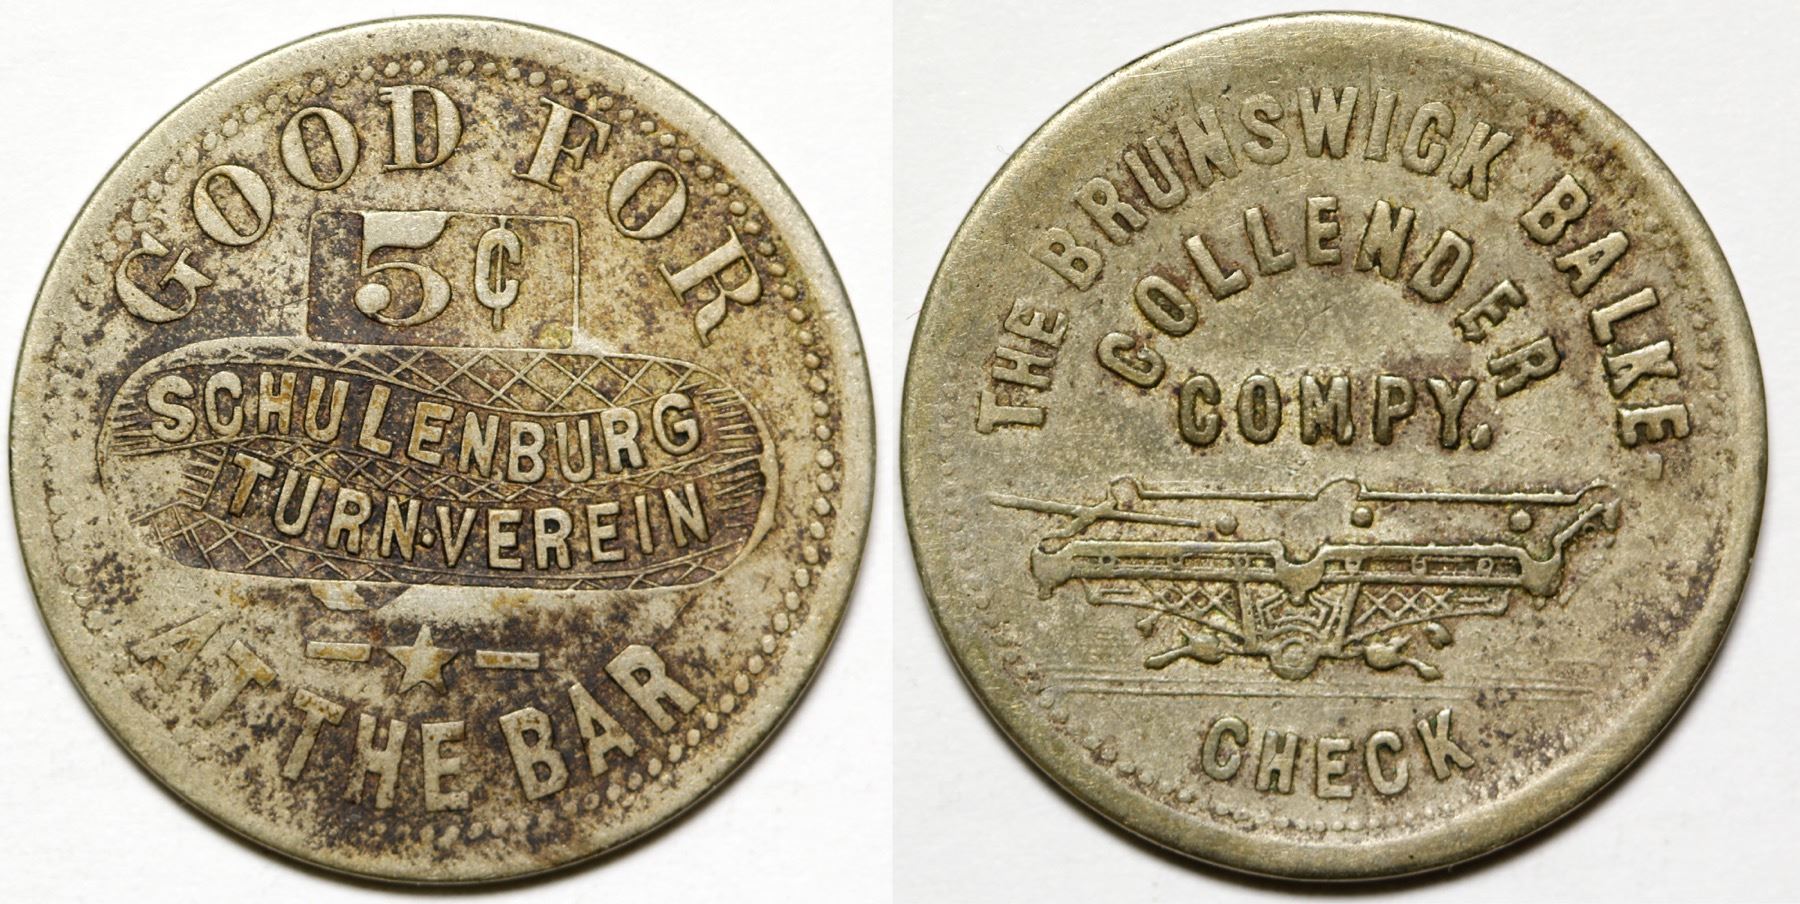 GOOD FOR
5¢
SCHULENBURG
TURN·VEREIN
AT THE BAR
THE BRUNSWICK BALKE-
COLLENDER
COMPY.
CHECK